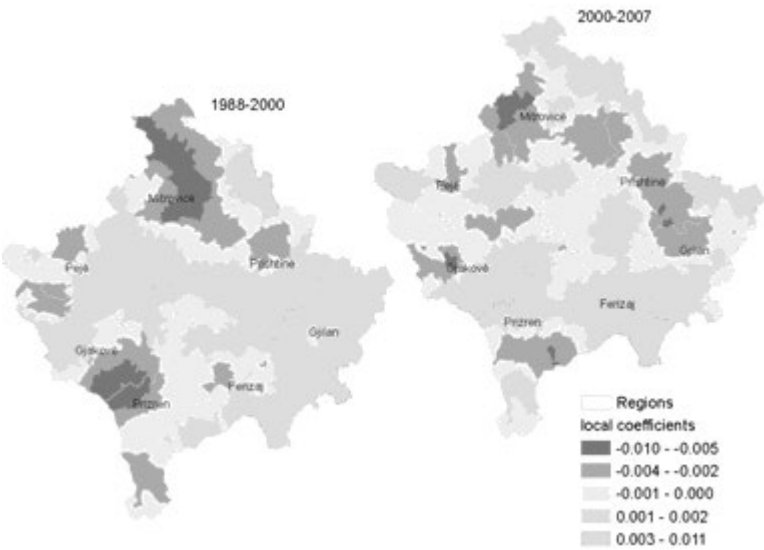 2000-2007
1988-2000
Mitrovicë
Pejë
Prishtine
Gjilan
Gjakovë
Ferizaj
Prizren
Mitrovicë
Pejë
Prishtine
Gjilan
Gjakovë
Ferizaj
Prizren
Regions
local coefficients
-0.010 - -0.005
-0.004 - -0.002
-0.001 - 0.000
0.001 - 0.002
0.003 - 0.011